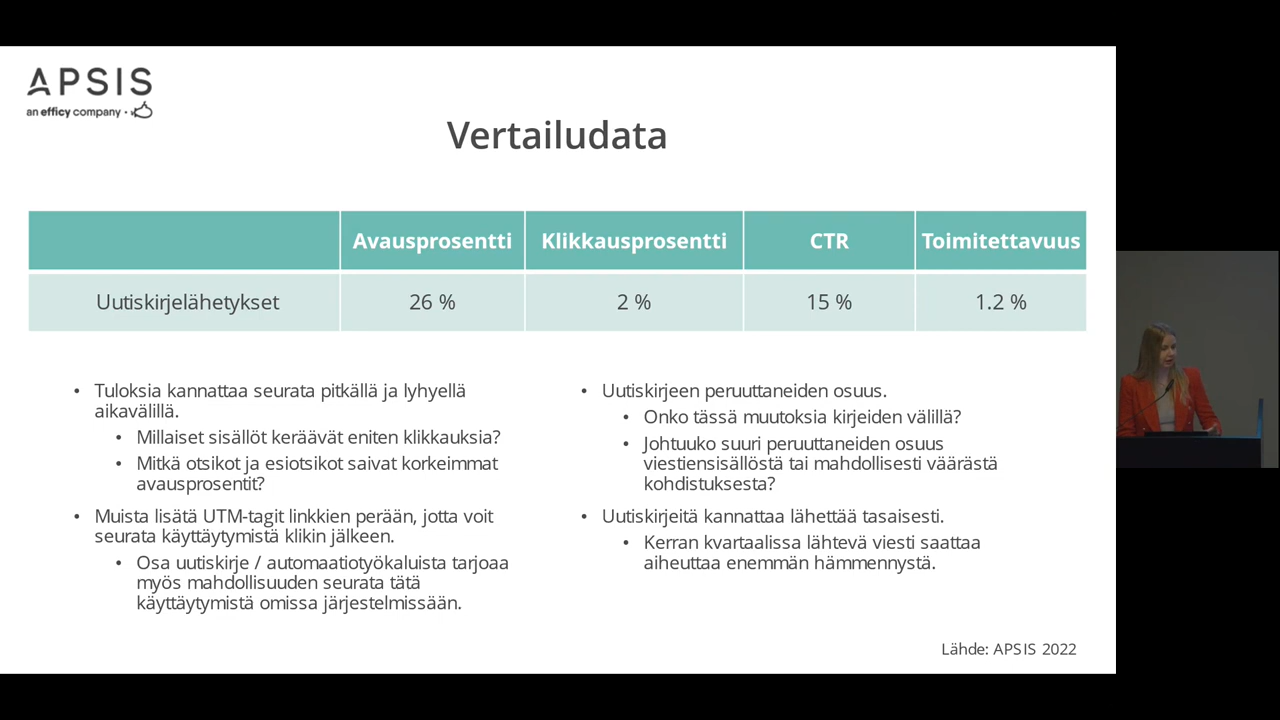 APSIS
an efficy company
Vertailudata
Avausprosentti Klikkausprosentti CTR Toimitettavuus
Uutiskirjelähetykset 26 % 2 % 15 % 1.2 %
• Tuloksia kannattaa seurata pitkällä ja lyhyellä
aikavälillä.
• Millaiset sisällöt keräävät eniten klikkauksia?
• Mitkä otsikot ja esiotsikot saivat korkeimmat
avausprosentit?
• Muista lisätä UTM-tagit linkkien perään, jotta voit
seurata käyttäytymistä klikin jälkeen.
• Osa uutiskirje / automaatiotyökaluista tarjoaa
myös mahdollisuuden seurata tätä
käyttäytymistä omissa järjestelmissään.
• Uutiskirjeen peruuttaneiden osuus.
• Onko tässä muutoksia kirjeiden välillä?
• Johtuuko suuri peruuttaneiden osuus
viestiensisällöstä tai mahdollisesti väärästä
kohdistuksesta?
• Uutiskirjeitä kannattaa lähettää tasaisesti.
• Kerran kvartaalissa lähtevä viesti saattaa
aiheuttaa enemmän hämmennystä.
Lähde: APSIS 2022